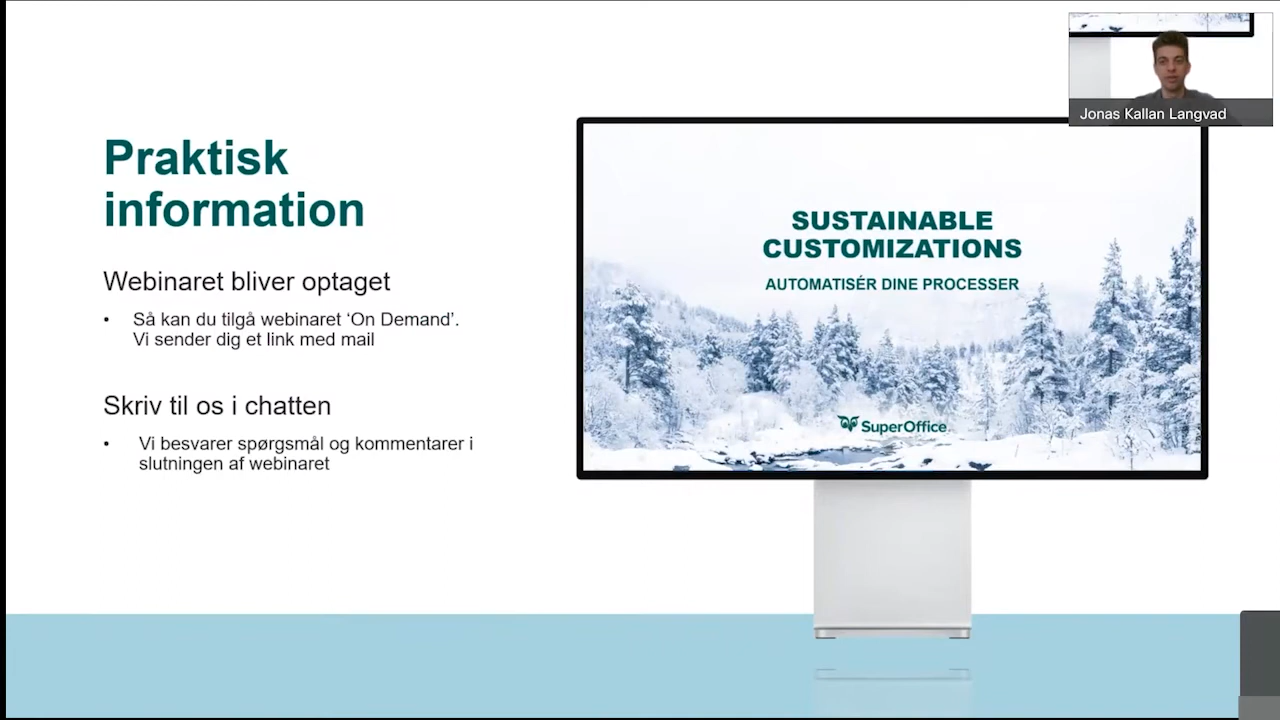 Praktisk
information
Webinaret bliver optaget
• Så kan du tilgå webinaret ‘On Demand’.
Vi sender dig et link med mail
Skriv til os i chatten
• Vi besvarer spørgsmål og kommentarer i
slutningen af webinaret
SUSTAINABLE
CUSTOMIZATIONS
AUTOMATISÉR DINE PROCESSER
SuperOffice
Jonas Kallan Langvad